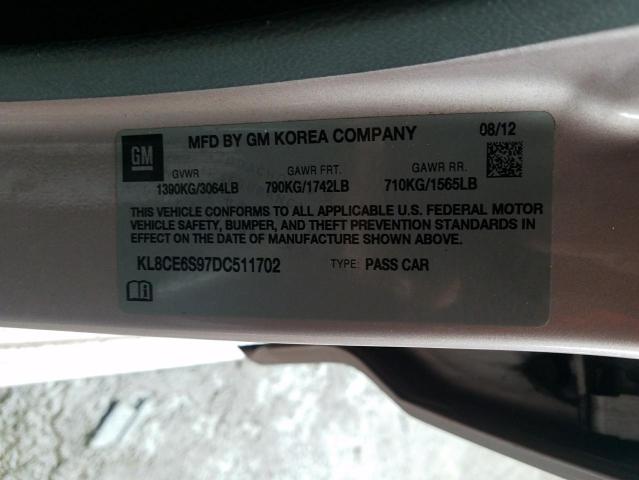 MFD BY GM KOREA COMPANY 08/12
GM
GVWR GAWR FRT. GAWR RR.
1390KG/3064LB 790KG/1742LB 710KG/1565LB
THIS VEHICLE CONFORMS TO ALL APPLICABLE U.S. FEDERAL MOTOR
VEHICLE SAFETY, BUMPER, AND THEFT PREVENTION STANDARDS IN
EFFECT ON THE DATE OF MANUFACTURE SHOWN ABOVE.
KL8CE6S97DC511702 TYPE: PASS CAR